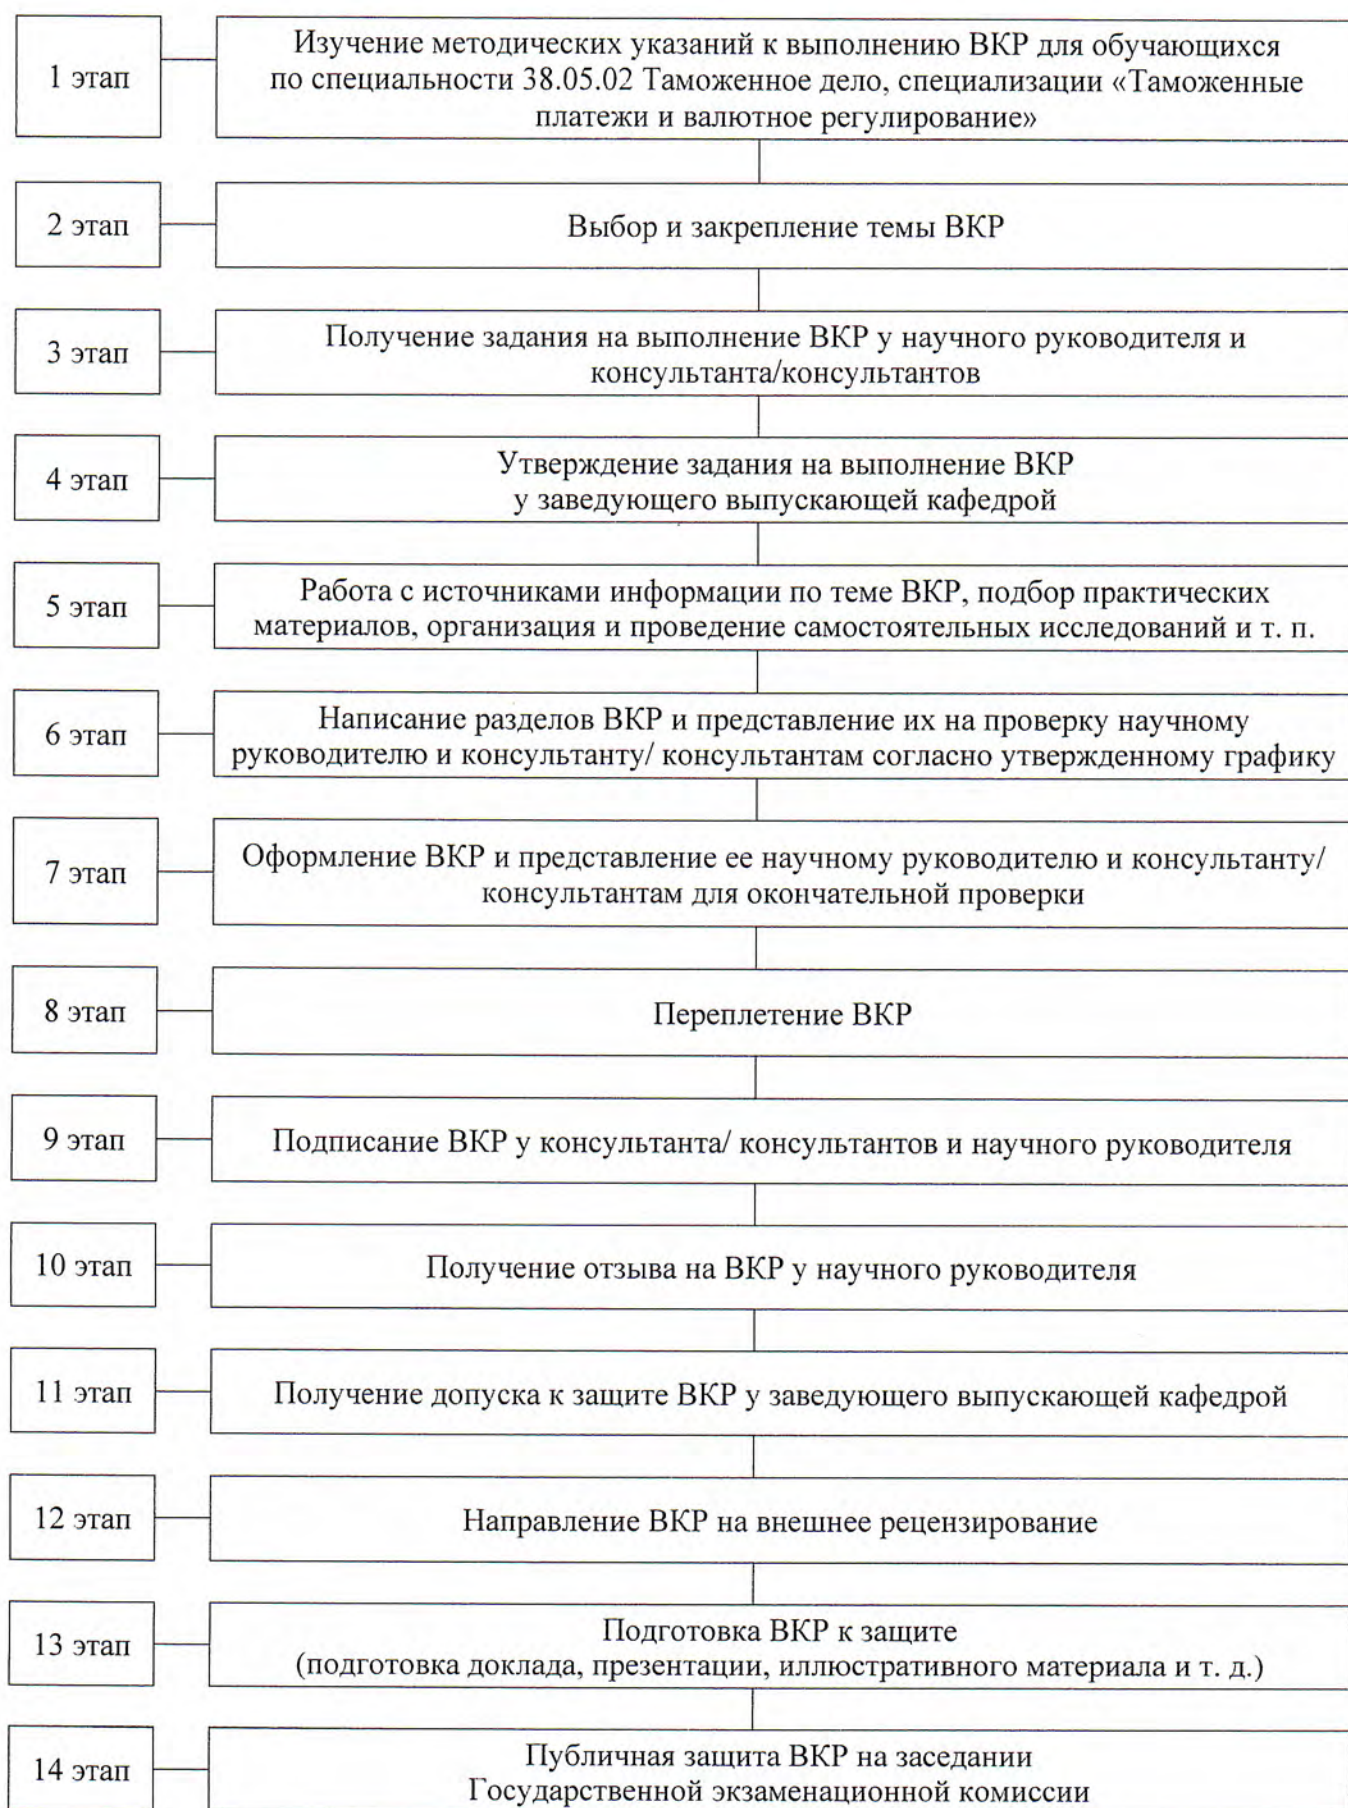 1 этап
Изучение методических указаний к выполнению ВКР для обучающихся
по специальности 38.05.02 Таможенное дело, специализации «Таможенные
платежи и валютное регулирование»
2 этап
Выбор и закрепление темы ВКР
3 этап
Получение задания на выполнение ВКР у научного руководителя и
консультанта/консультантов
4 этап
Утверждение задания на выполнение ВКР
у заведующего выпускающей кафедрой
5 этап
Работа с источниками информации по теме ВКР, подбор практических
материалов, организация и проведение самостоятельных исследований и т. п.
6 этап
Написание разделов ВКР и представление их на проверку научному
руководителю и консультанту/ консультантам согласно утвержденному графику
7 этап
Оформление ВКР и представление ее научному руководителю и консультанту/
консультантам для окончательной проверки
8 этап
Переплетение ВКР
9 этап
Подписание ВКР у консультанта/ консультантов и научного руководителя
10 этап
Получение отзыва на ВКР у научного руководителя
11 этап
Получение допуска к защите ВКР у заведующего выпускающей кафедрой
12 этап
Направление ВКР на внешнее рецензирование
13 этап
Подготовка ВКР к защите
(подготовка доклада, презентации, иллюстративного материала и т. д.)
14 этап
Публичная защита ВКР на заседании
Государственной экзаменационной комиссии